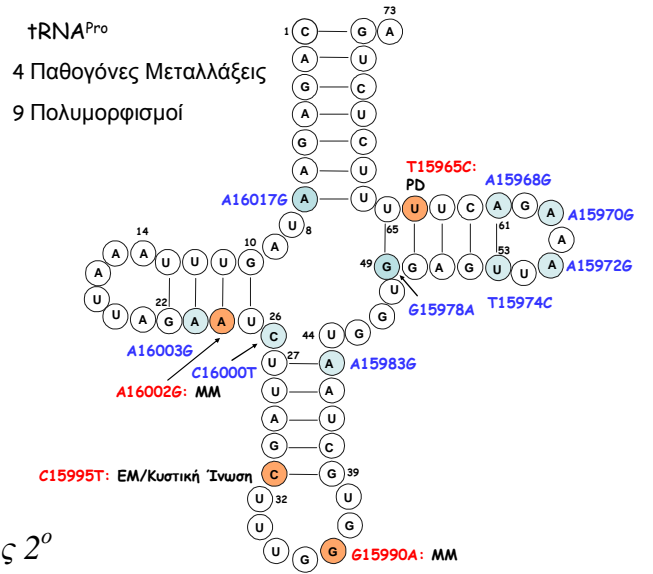 73
tRNAPro 1 C G A
A U
4 Παθογόνες Μεταλλάξεις G C
9 Πολυμορφισμοί A U
G C
A U T15965C:
PD A15968G
A16017G A U U U U C A G A A15970G
14 10 U 8 65 61
A A U U U G A 53 A
A 49 G G A G U U A A15972G
U 22 26 U G15978A T15974C
U A G A A U C 44 U G G
A16003G 27 U A A15983G
C16000T
A16002G: MM U A
A U
G C
C15995T: ΕΜ/Κυστική Ίνωση C G 39
U 32 U
U G
U G G G15990A: MM
ς 2ο